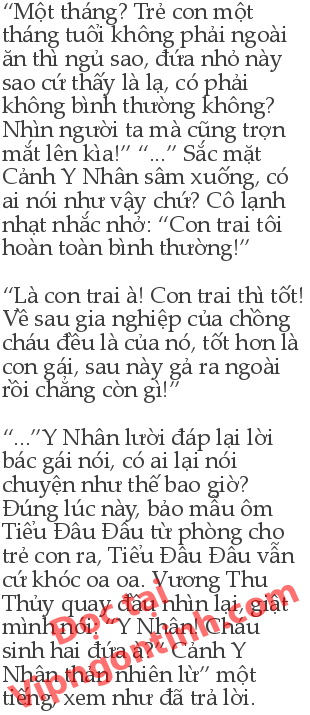 “Một tháng? Trẻ con một
tháng tuổi không phải ngoài
ăn thì ngủ sao, đứa nhỏ này
sao cứ thấy là lạ, có phải
không bình thường không?
Nhìn người ta mà cũng trợn
mắt lên kìa!” “...” Sắc mặt
Cảnh Y Nhân sâm xuống, có
ai nói như vậy chứ? Cô lạnh
nhạt nhắc nhở: “Con trai tôi
hoàn toàn bình thường!”
“Là con trai à! Con trai thì tốt!
Về sau gia nghiệp của chồng
cháu đều là của nó, tốt hơn là
con gái, sau này gả ra ngoài
rồi chẳng còn gì!”
“...”Y Nhân lười đáp lại lời
bác gái nói, có ai lại nói
chuyện như thế bao giờ?
Đúng lúc này, bảo mẫu ôm
Tiểu Đâu Đâu từ phòng cho
trẻ con ra, Tiểu Đâu Đâu vẫn
cứ khóc oa oa. Vương Thu
Thủy quay đầu nhìn lại, giật
mình nói: “Y Nhân! Cháu
sinh hai đứa à?” Cảnh Y
Nhân thản nhiên ừ” một
tiếng, xem như đã trả lời.
Đọc tại
Vipngontinh.com